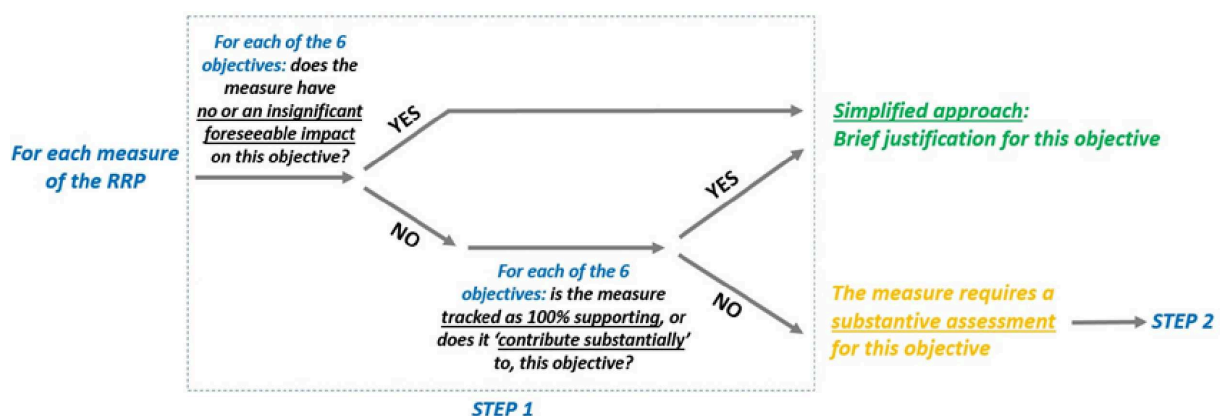 For each measure
of the RRP
For each of the 6
objectives: does the
measure have
no or an insignificant
foreseeable impact
on this objective?
YES
NO
For each of the 6
objectives: is the measure
tracked as 100% supporting, or
does it ‘contribute substantially’
to, this objective?
YES
NO
Simplified approach:
Brief justification for this objective
The measure requires a
substantive assessment
for this objective
STEP 2
STEP 1